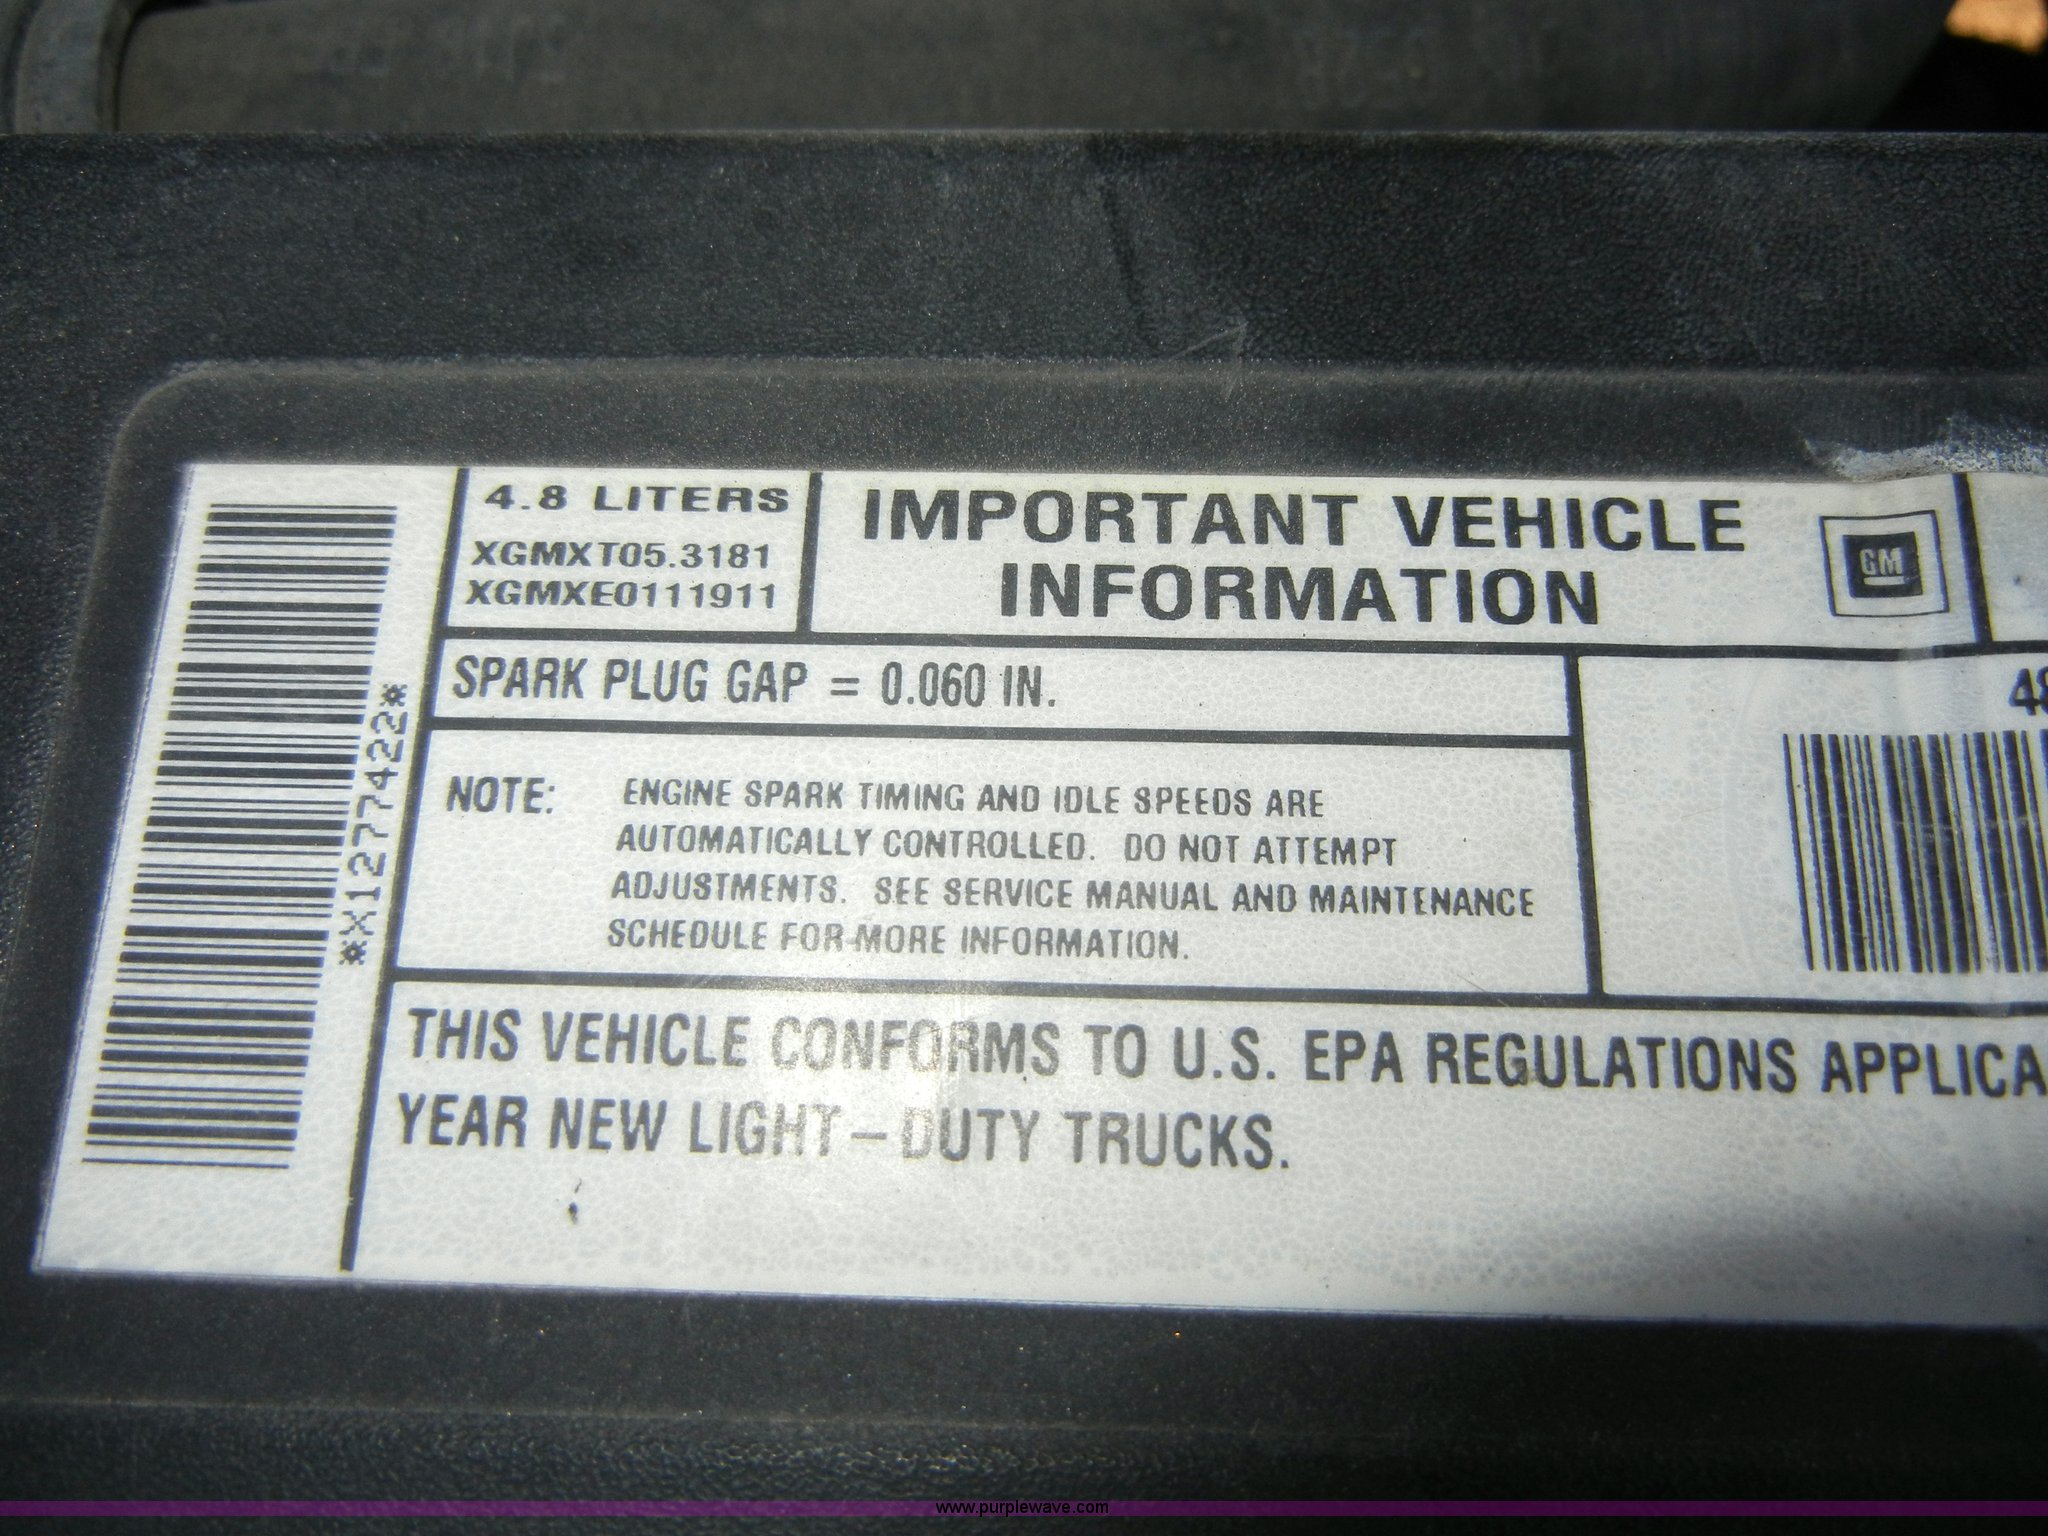 4.8 LITERS
XGMXT05.3181
XGMXE0111911
IMPORTANT VEHICLE
INFORMATION
GM
SPARK PLUG GAP = 0.060 IN.
*X12777422*
NOTE: ENGINE SPARK TIMING AND IDLE SPEEDS ARE
AUTOMATICALLY CONTROLLED. DO NOT ATTEMPT
ADJUSTMENTS. SEE SERVICE MANUAL AND MAINTENANCE
SCHEDULE FOR MORE INFORMATION.
THIS VEHICLE CONFORMS TO U.S. EPA REGULATIONS APPLICA
YEAR NEW LIGHT-DUTY TRUCKS.
www.purplewave.com